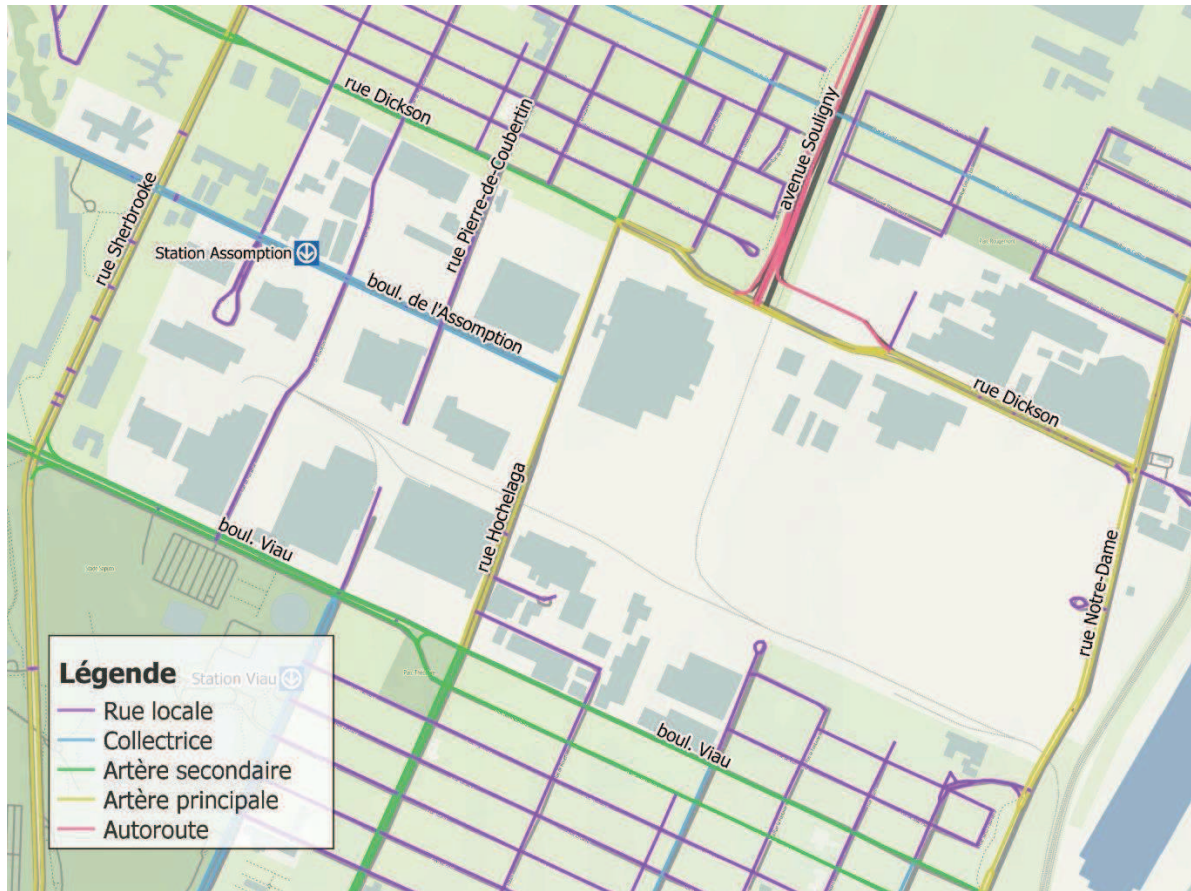 rue Dickson
avenue Souligny
rue Pierre-de-Coubertin
rue Sherbrooke
Station Assomption
boul. de l'Assomption
rue Dickson
rue Hochelaga
boul. Viau
rue Notre-Dame
boul. Viau
Légende
Station Viau
Rue locale
Collectrice
Artère secondaire
Artère principale
Autoroute